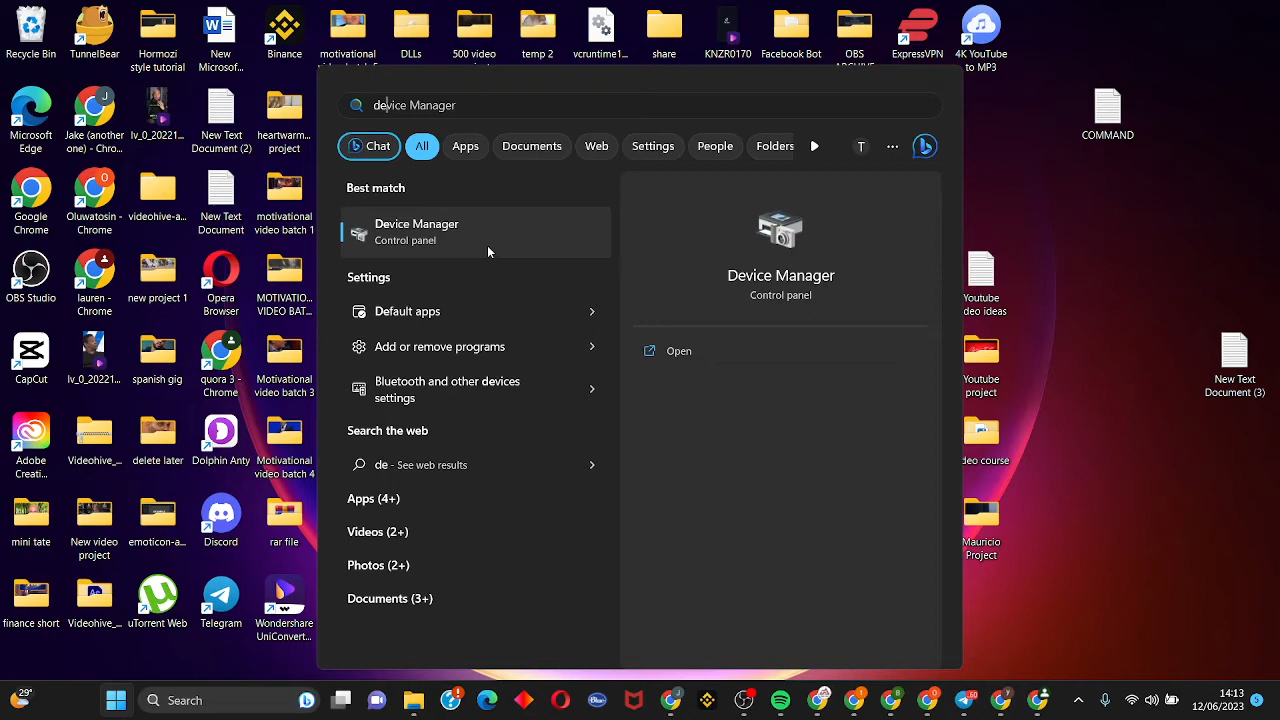 Recycle Bin
TunnelBear
Hormozi
style tutorial
New
Microsof...
Binance
motivational
DLLs
500 video
temp
vcruntime1...
share
KNZR0170
Facebook Bot
OBS
ExpressVPN
4K YouTube
to MP3
device Manager
Microsoft
Edge
Jake (another
one) - Chro...
lv_0_20221...
New Text
Document (2)
heartwarm...
project
COMMAND
Chat
All
Apps
Documents
Web
Settings
People
Folders
T
Best match
Device Manager
Control panel
Device Manager
Control panel
Open
Google
Chrome
Oluwatosin -
Chrome
videohive-a...
New Text
Document
motivational
video batch 1
Settings
Default apps
Add or remove programs
Bluetooth and other devices
settings
Search the web
de - See web results
Apps (4+)
Videos (2+)
Photos (2+)
Documents (3+)
OBS Studio
lauren -
Chrome
new project 1
Opera
Browser
MOTIVATIO
VIDEO BAT...
Youtube
video ideas
CapCut
lv_0_20221...
spanish gig
quora 3 -
Chrome
Motivational
video batch 3
Youtube
project
New Text
Document (3)
Adobe
Creati...
Videohive_...
delete later
Dolphin Anty
Motivational
video batch 4
deo course
mini tate
New video
project
emoticon-a...
Discord
rar file
Mauricio
Project
finance short
Videohive_...
uTorrent Web
Telegram
Wondershare
UniConvert...
29°
Search
14:13
12/06/2023